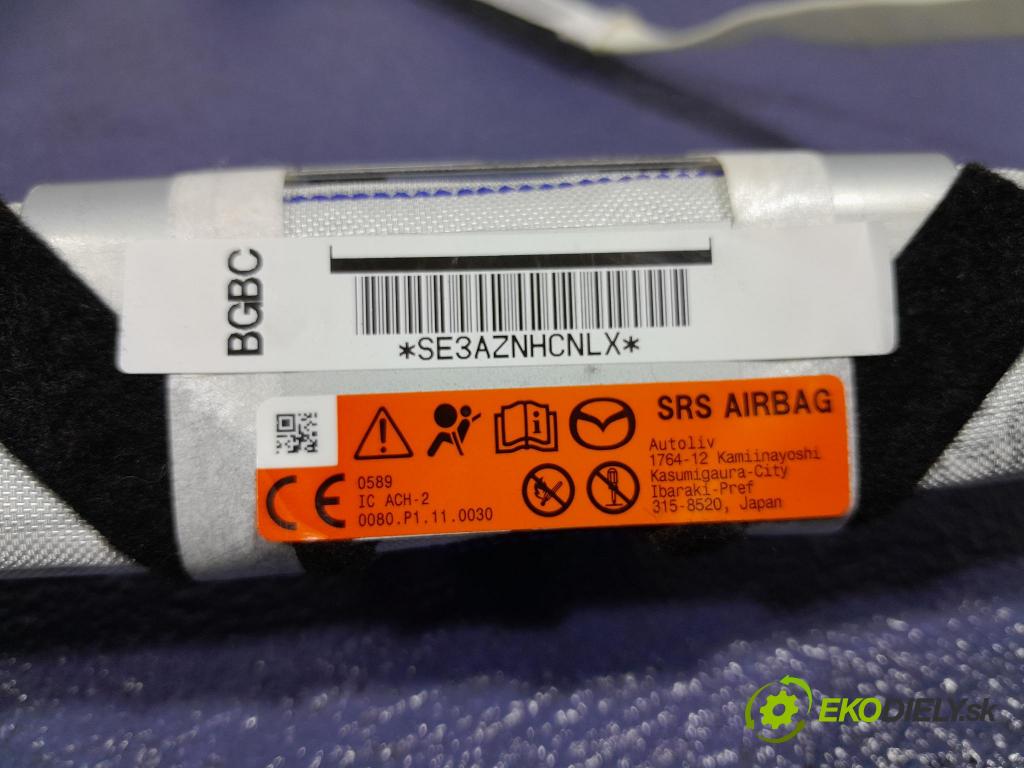 BGBC
*SE3AZNHCNLX*
SRS AIRBAG
Autoliv
1764-12 Kamiinayoshi
Kasumigaura-City
Ibaraki-Pref
315-8520, Japan
CE
0589
IC ACH-2
0080.P1.11.0030
EKODIELY.sk